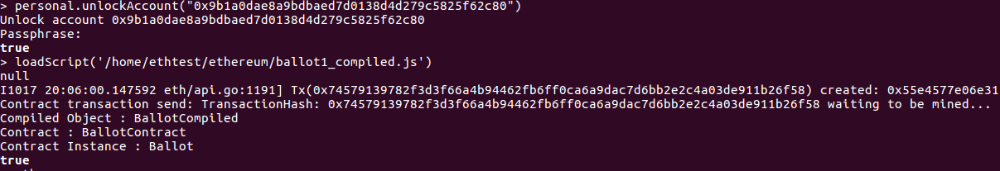 > personal.unlockAccount("0x9b1a0dae8a9bdbaed7d0138d4d279c5825f62c80")
Unlock account 0x9b1a0dae8a9bdbaed7d0138d4d279c5825f62c80
Passphrase:
true
> loadScript('/home/ethtest/ethereum/ballot1_compiled.js')
null
I1017 20:06:00.147592 eth/api.go:1191] Tx(0x74579139782f3d3f66a4b94462fb6ff0ca6a9dac7d6bb2e2c4a03de911b26f58) created: 0x55e4577e06e31
Contract transaction send: TransactionHash: 0x74579139782f3d3f66a4b94462fb6ff0ca6a9dac7d6bb2e2c4a03de911b26f58 waiting to be mined...
Compiled Object : BallotCompiled
Contract : BallotContract
Contract Instance : Ballot
true